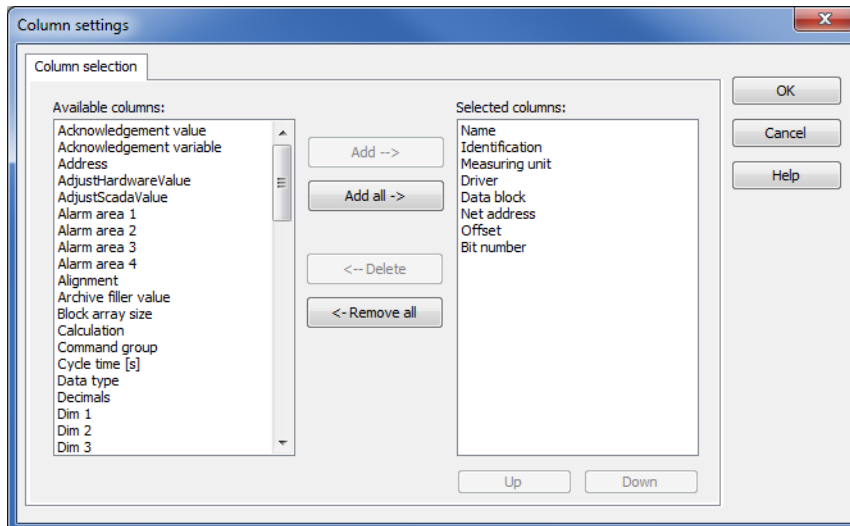 Column settings
Column selection
Available columns:
Acknowledgement value
Acknowledgement variable
Address
AdjustHardwareValue
AdjustScadaValue
Alarm area 1
Alarm area 2
Alarm area 3
Alarm area 4
Alignment
Archive filler value
Block array size
Calculation
Command group
Cycle time [s]
Data type
Decimals
Dim 1
Dim 2
Dim 3
Add -->
Add all ->
<-- Delete
<- Remove all
Selected columns:
Name
Identification
Measuring unit
Driver
Data block
Net address
Offset
Bit number
Up
Down
OK
Cancel
Help